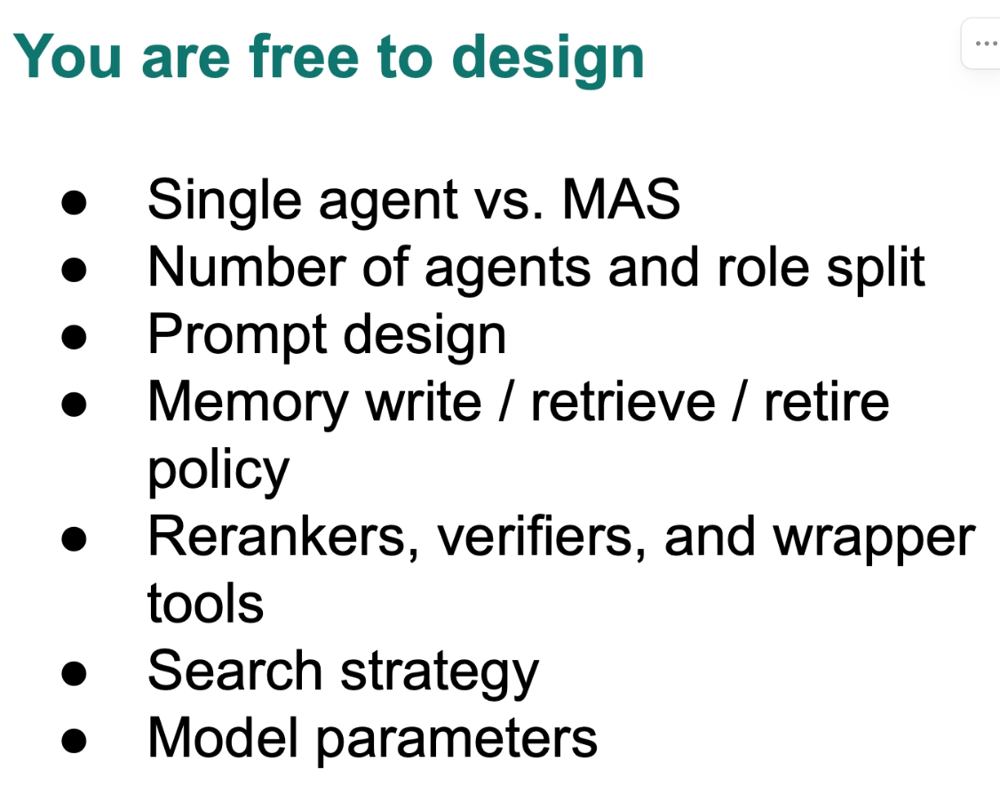 You are free to design
● Single agent vs. MAS
● Number of agents and role split
● Prompt design
● Memory write / retrieve / retire
policy
● Rerankers, verifiers, and wrapper
tools
● Search strategy
● Model parameters